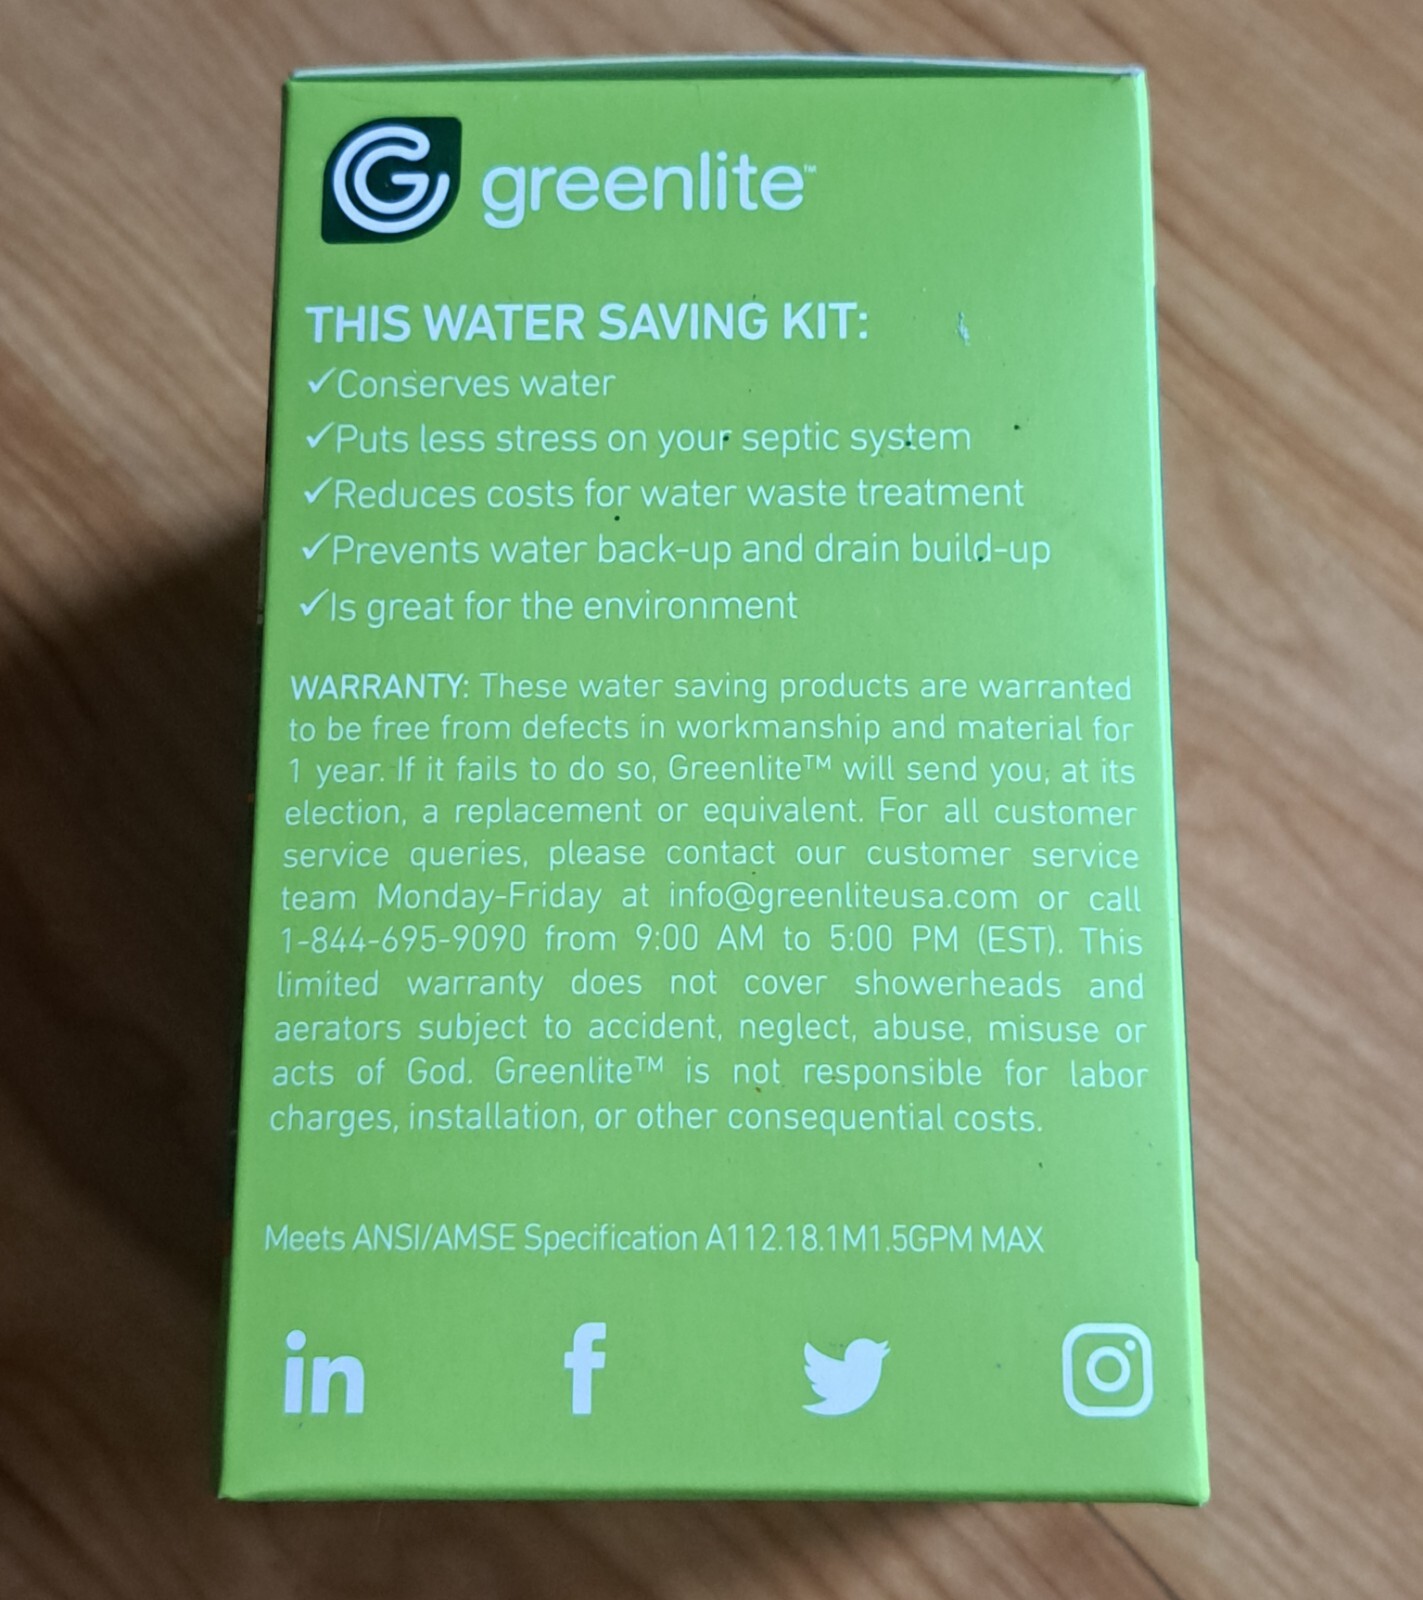 greenlite™
THIS WATER SAVING KIT:
✓Conserves water
✓Puts less stress on your septic system
✓Reduces costs for water waste treatment
✓Prevents water back-up and drain build-up
✓Is great for the environment
WARRANTY: These water saving products are warranted
to be free from defects in workmanship and material for
1 year. If it fails to do so, Greenlite™ will send you, at its
election, a replacement or equivalent. For all customer
service queries, please contact our customer service
team Monday-Friday at info@greenliteusa.com or call
1-844-695-9090 from 9:00 AM to 5:00 PM (EST). This
limited warranty does not cover showerheads and
aerators subject to accident, neglect, abuse, misuse or
acts of God. Greenlite™ is not responsible for labor
charges, installation, or other consequential costs.
Meets ANSI/AMSE Specification A112.18.1M1.5GPM MAX